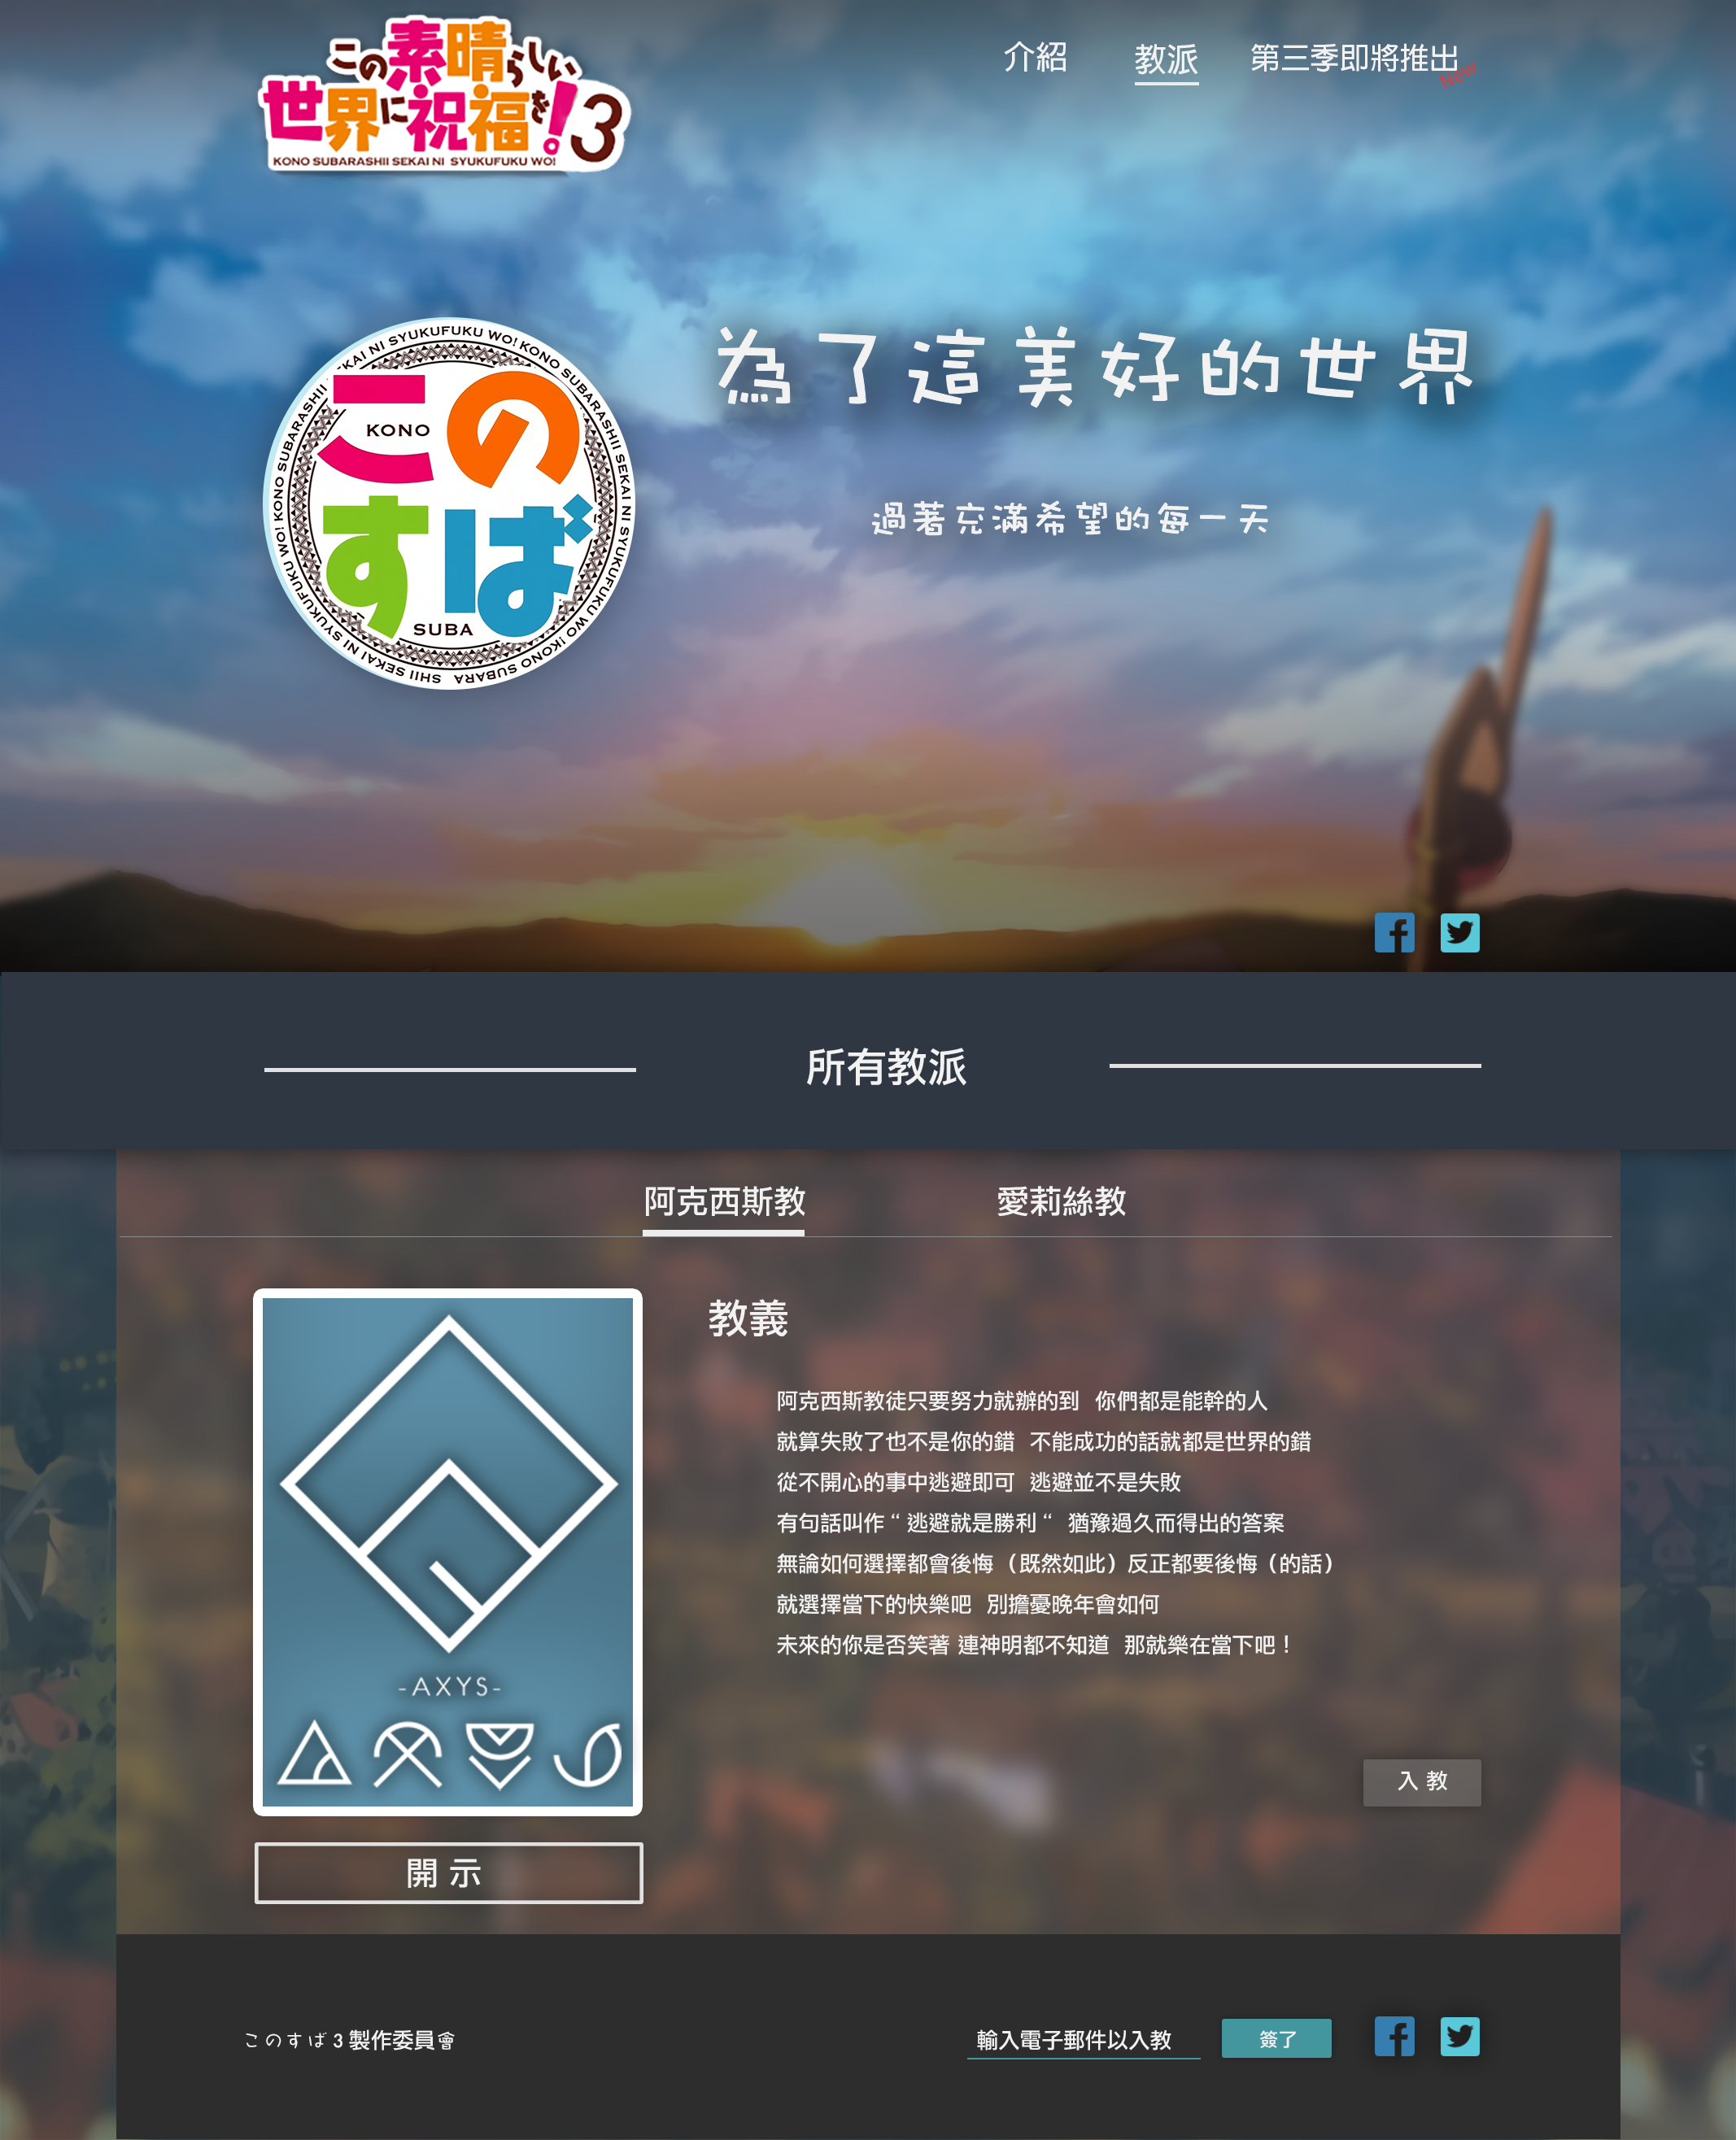 この素晴らしい
世界に祝福を!3
KONO SUBARASHII SEKAI NI SYUKUFUKU WO!
介紹
教派
第三季即將推出
New
為了這美好的世界
過著充滿希望的每一天
KONO SUBARASHII SEKAI NI SYUKUFUKU WO! KONO SUBARASHII SEKAI NI SYUKUFUKU WO! KONO SUBARA SHII SEKAI NI SYUKUFUKU WO!
この
KONO
すば
SUBA
所有教派
阿克西斯教
愛莉絲教
教義
阿克西斯教徒只要努力就辦的到 你們都是能幹的人
就算失敗了也不是你的錯 不能成功的話就都是世界的錯
從不開心的事中逃避即可 逃避並不是失敗
有句話叫作 “ 逃避就是勝利 “ 猶豫過久而得出的答案
無論如何選擇都會後悔（既然如此）反正都要後悔（的話）
就選擇當下的快樂吧 別擔憂晚年會如何
未來的你是否笑著 連神明都不知道 那就樂在當下吧！
-AXYS-
入教
開示
このすば 3 製作委員會
輸入電子郵件以入教
簽了